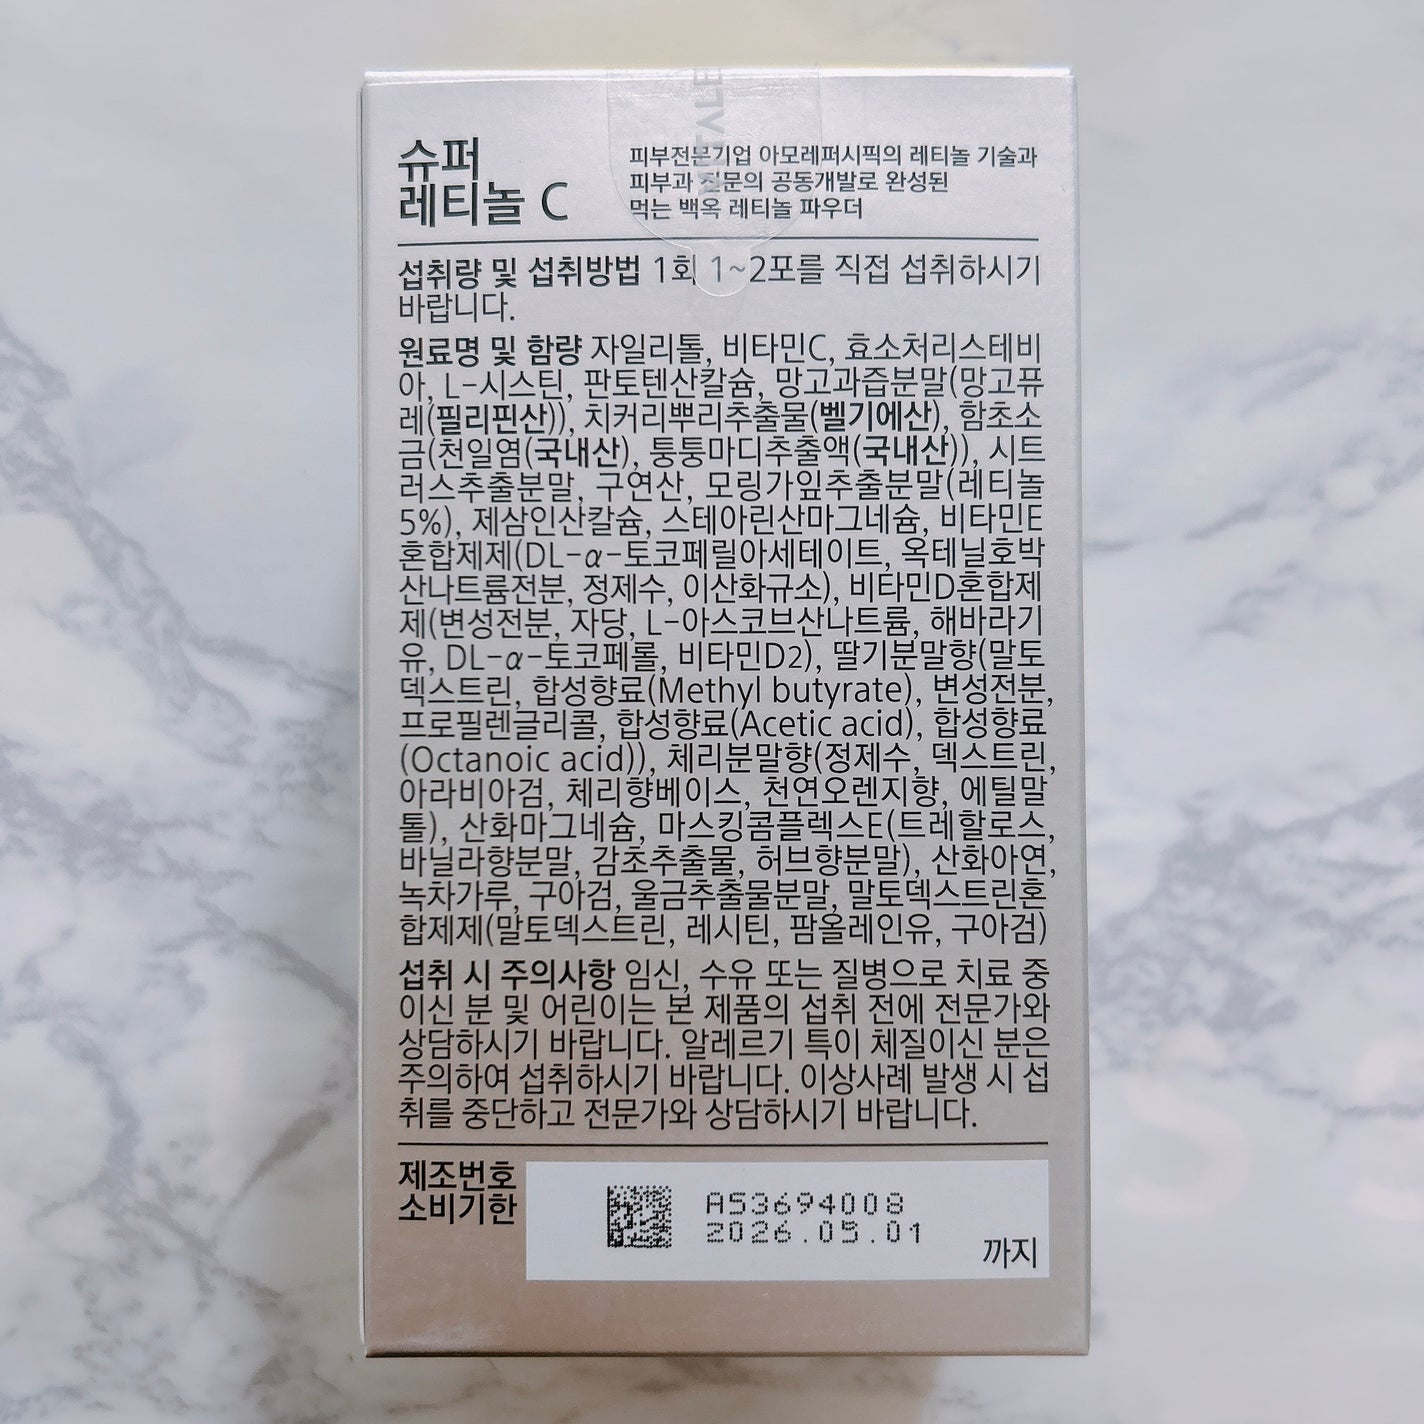 슈퍼
레티놀 C
피부전문기업 아모레퍼시픽의 레티놀 기술과
피부과 전문의 공동개발로 완성된
먹는 백옥 레티놀 파우더
섭취량 및 섭취방법 1회 1~2포를 직접 섭취하시기
바랍니다.
원료명 및 함량 자일리톨, 비타민C, 효소처리스테비
아, L-시스틴, 판토텐산칼슘, 망고과즙분말(망고퓨
레(필리핀산)), 치커리뿌리추출물(벨기에산), 함초소
금(천일염(국내산), 퉁퉁마디추출액(국내산)), 시트
러스추출분말, 구연산, 모링가잎추출분말(레티놀
5%), 제삼인산칼슘, 스테아린산마그네슘, 비타민E
혼합제제(DL-α-토코페릴아세테이트, 옥테닐호박
산나트륨전분, 정제수, 이산화규소), 비타민D혼합제
제(변성전분, 자당, L-아스코브산나트륨, 해바라기
유, DL-α-토코페롤, 비타민D2), 딸기분말향(말토
덱스트린, 합성향료(Methyl butyrate), 변성전분,
프로필렌글리콜, 합성향료(Acetic acid), 합성향료
(Octanoic acid)), 체리분말향(정제수, 덱스트린,
아라비아검, 체리향베이스, 천연오렌지향, 에틸말
톨), 산화마그네슘, 마스킹콤플렉스E(트레할로스,
바닐라향분말, 감초추출물, 허브향분말), 산화아연,
녹차가루, 구아검, 울금추출물분말, 말토덱스트린혼
합제제(말토덱스트린, 레시틴, 팜올레인유, 구아검)
섭취 시 주의사항 임신, 수유 또는 질병으로 치료 중
이신 분 및 어린이는 본 제품의 섭취 전에 전문가와
상담하시기 바랍니다. 알레르기 특이 체질이신 분은
주의하여 섭취하시기 바랍니다. 이상사례 발생 시 섭
취를 중단하고 전문가와 상담하시기 바랍니다.
제조번호 A53694008
소비기한 2026.05.01
까지